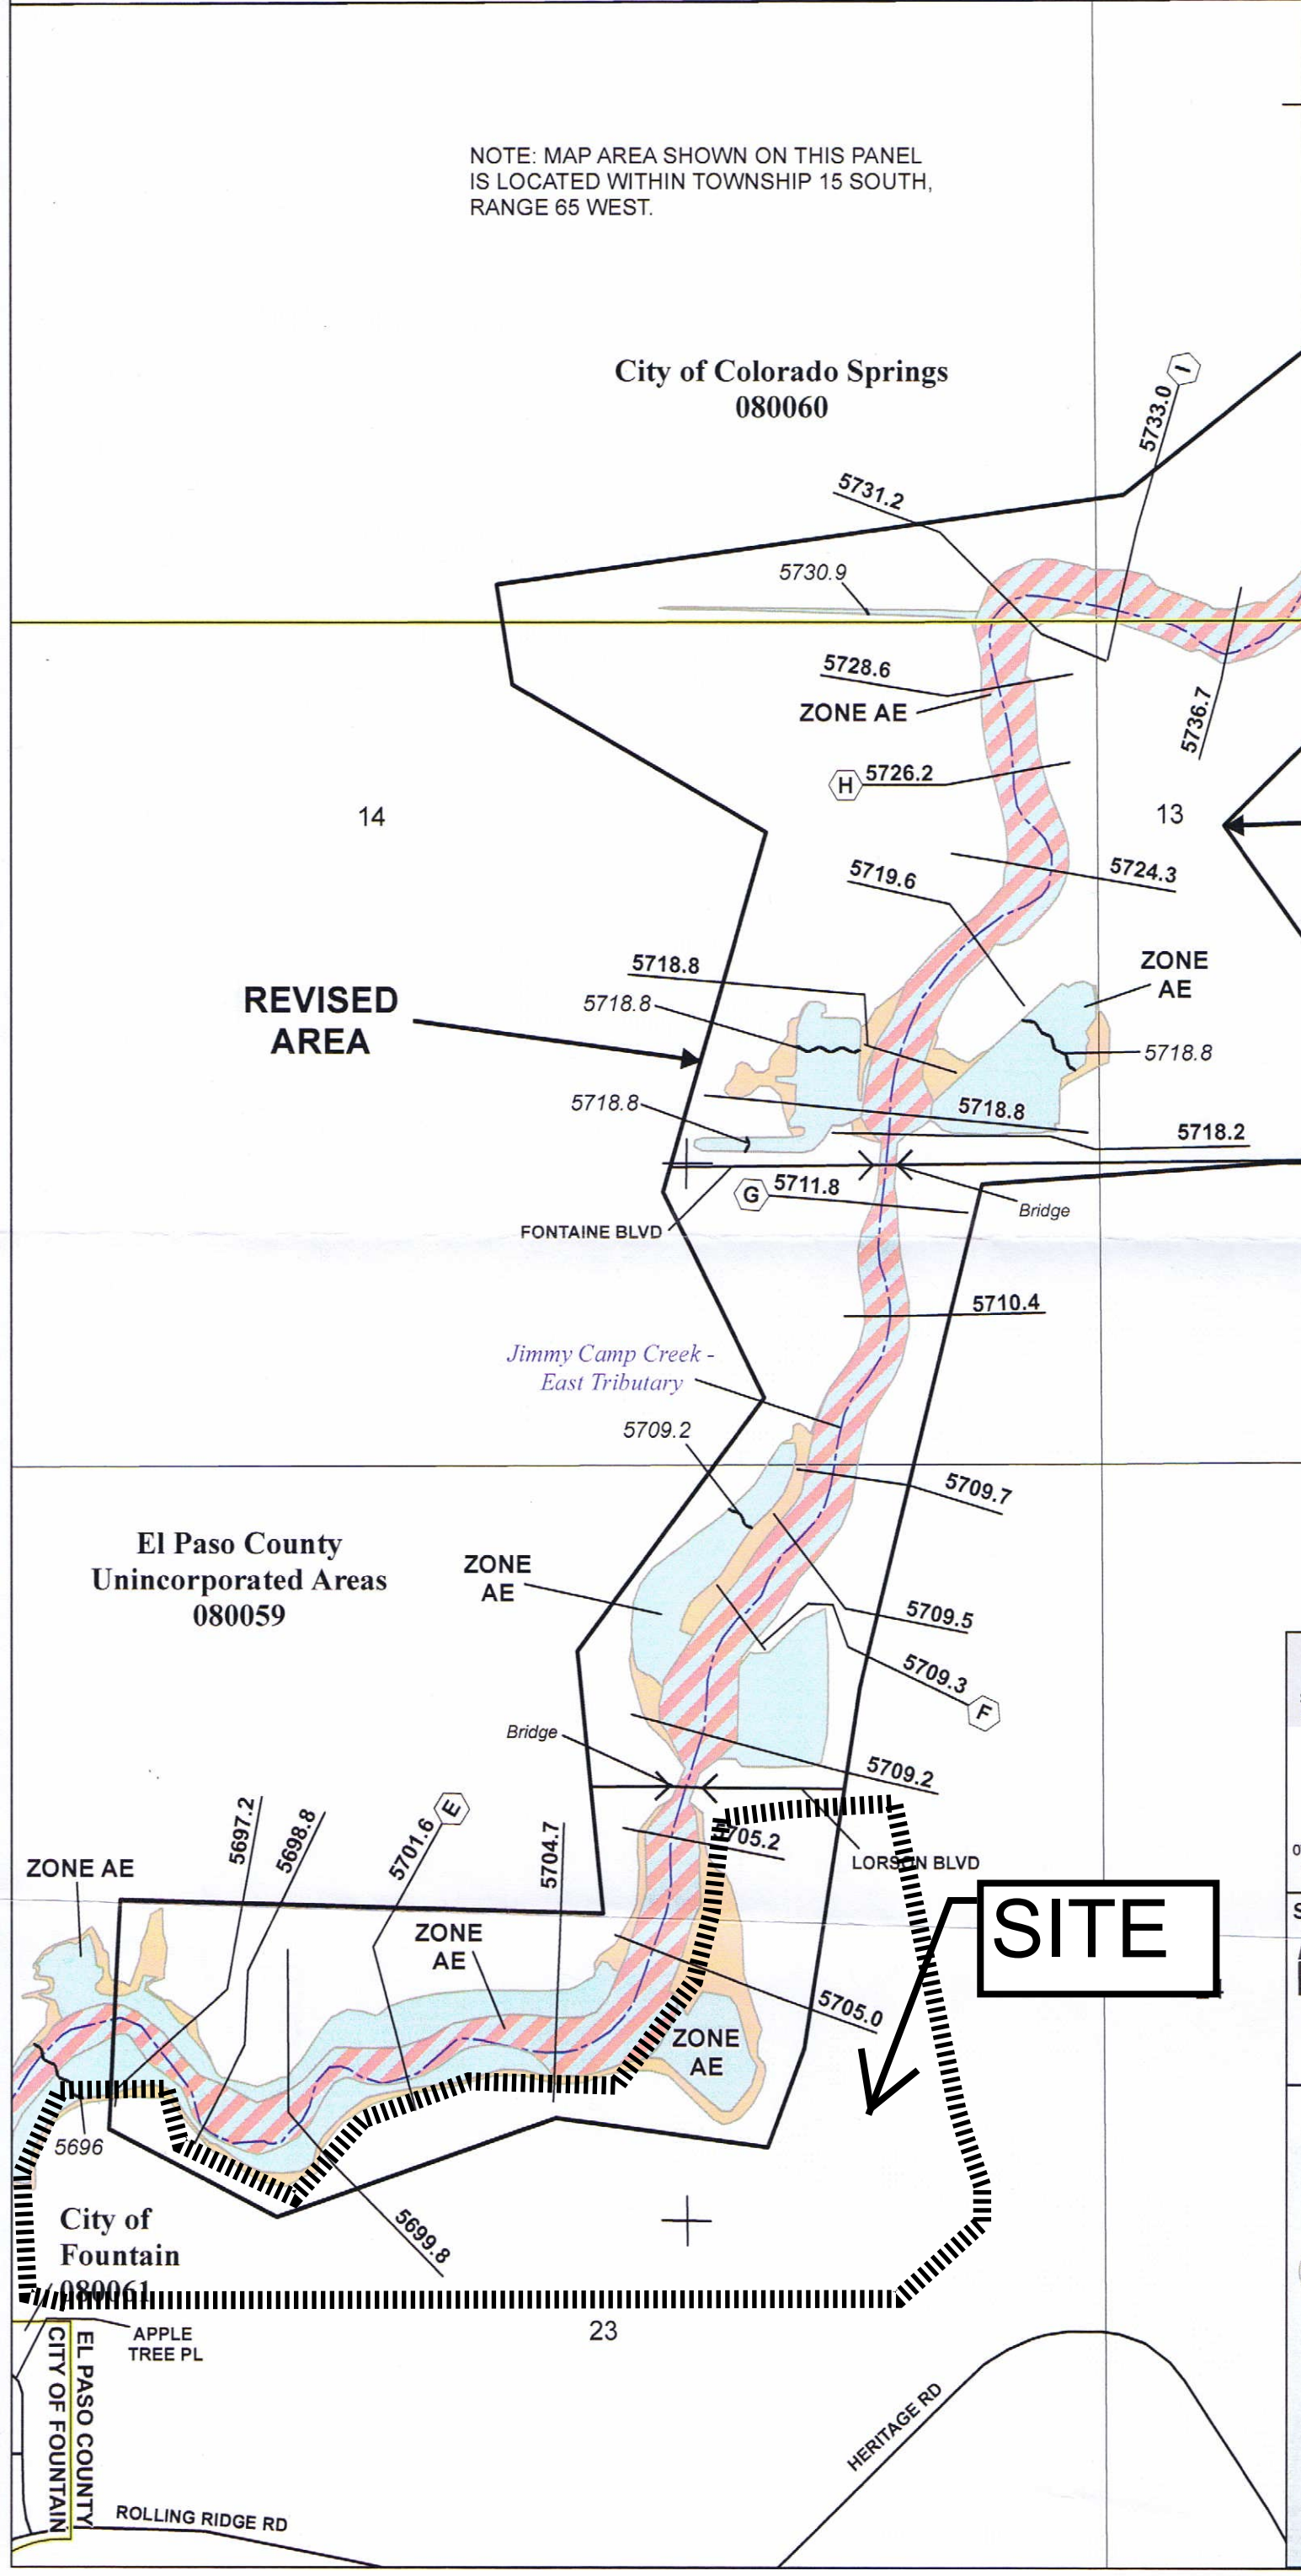 NOTE: MAP AREA SHOWN ON THIS PANEL
IS LOCATED WITHIN TOWNSHIP 15 SOUTH,
RANGE 65 WEST.
City of Colorado Springs
080060
I
5733.0
5731.2
5730.9
5728.6
ZONE AE
5736.7
H
5726.2
14
13
5724.3
5719.6
ZONE
AE
5718.8
REVISED
AREA
5718.8
5718.8
5718.8
5718.8
5718.2
G
5711.8
Bridge
FONTAINE BLVD
5710.4
Jimmy Camp Creek -
East Tributary
5709.2
5709.7
El Paso County
Unincorporated Areas
080059
ZONE
AE
5709.5
5709.3
F
Bridge
5709.2
5697.2
5698.8
5701.6
E
5704.7
5705.2
LORSON BLVD
ZONE AE
SITE
ZONE
AE
5705.0
ZONE
AE
5696
City of
Fountain
080061
5699.8
23
APPLE
TREE PL
EL PASO COUNTY
CITY OF FOUNTAIN
HERITAGE RD
ROLLING RIDGE RD